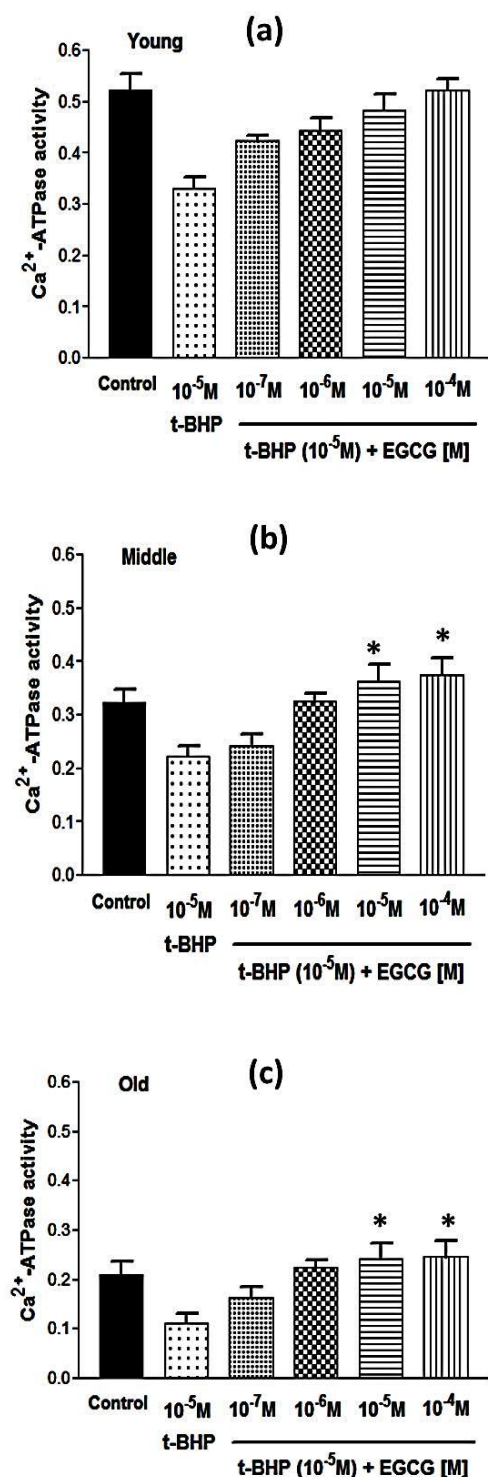 (a)
Young
Ca²⁺-ATPase activity
0.6
0.5
0.4
0.3
0.2
0.1
0.0
Control 10⁻⁵M 10⁻⁷M 10⁻⁶M 10⁻⁵M 10⁻⁴M
t-BHP t-BHP (10⁻⁵M) + EGCG [M]
(b)
Middle
Ca²⁺-ATPase activity
0.6
0.5
0.4
0.3
0.2
0.1
0.0
* *
Control 10⁻⁵M 10⁻⁷M 10⁻⁶M 10⁻⁵M 10⁻⁴M
t-BHP t-BHP (10⁻⁵M) + EGCG [M]
(c)
Old
Ca²⁺-ATPase activity
0.6
0.5
0.4
0.3
0.2
0.1
0.0
* *
Control 10⁻⁵M 10⁻⁷M 10⁻⁶M 10⁻⁵M 10⁻⁴M
t-BHP t-BHP (10⁻⁵M) + EGCG [M]